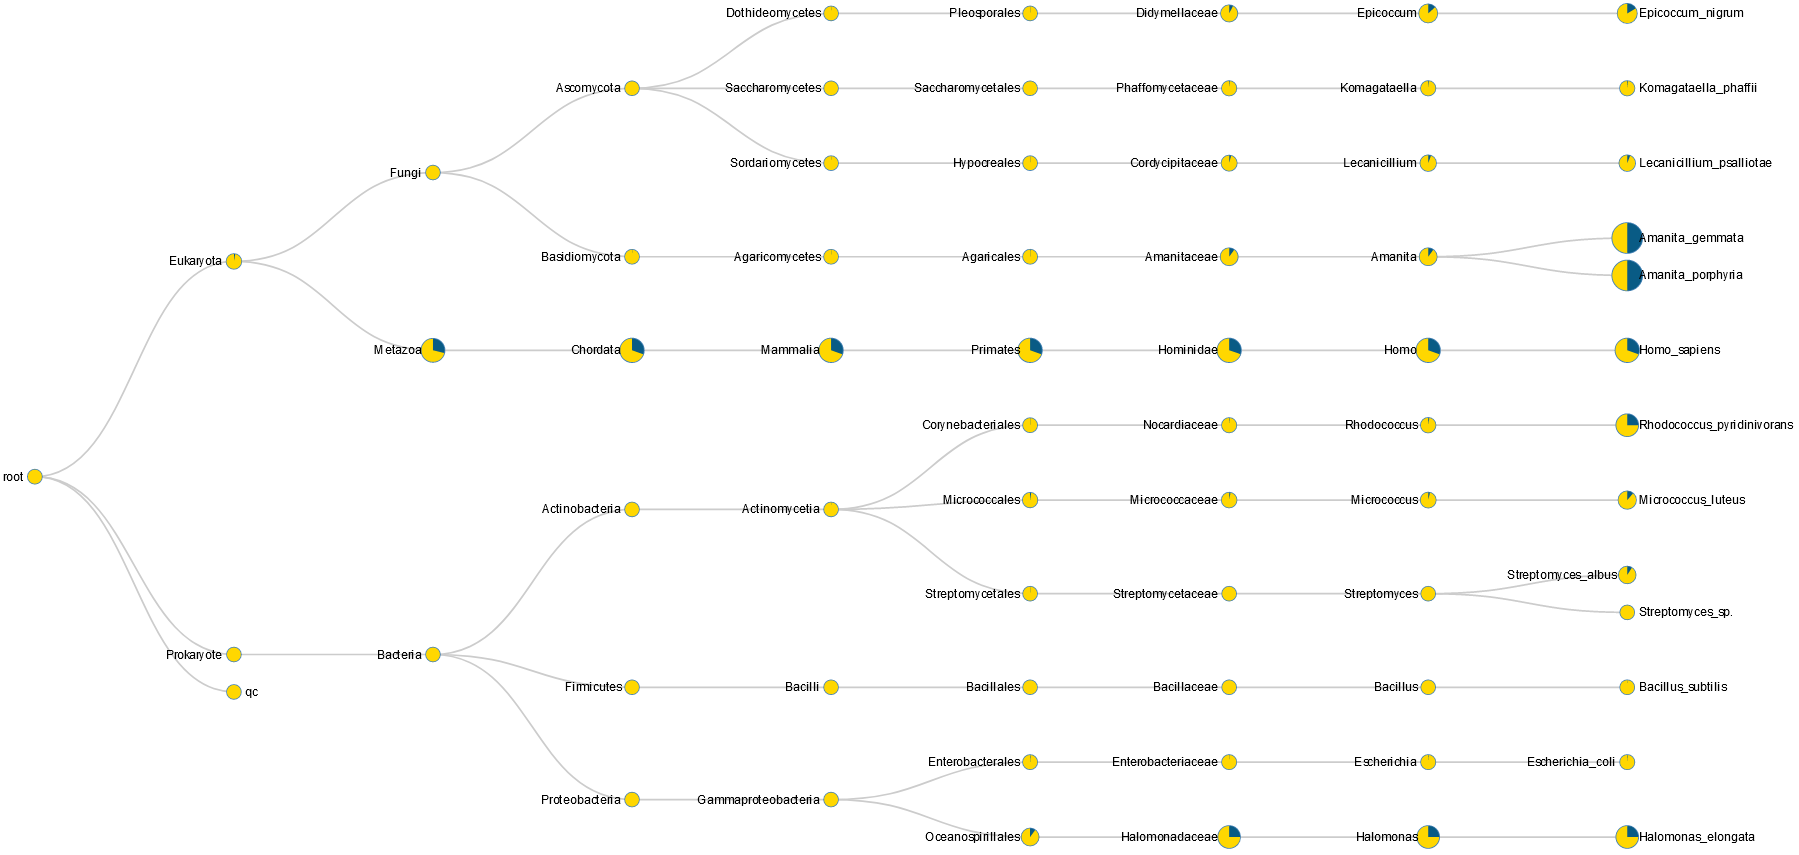 Dothideomycetes Pleosporales Didymellaceae Epicoccum Epicoccum_nigrum
Ascomycota Saccharomycetes Saccharomycetales Phaffomycetaceae Komagataella Komagataella_phaffii
Sordariomycetes Hypocreales Cordycipitaceae Lecanicillium Lecanicillium_psalliotae
Fungi
Amanita_gemmata
Eukaryota Basidiomycota Agaricomycetes Agaricales Amanitaceae Amanita
Amanita_porphyria
Metazoa Chordata Mammalia Primates Hominidae Homo Homo_sapiens
Corynebacteriales Nocardiaceae Rhodococcus Rhodococcus_pyridinivorans
root
Micrococcales Micrococcaceae Micrococcus Micrococcus_luteus
Actinobacteria Actinomycetia
Streptomyces_albus
Streptomycetales Streptomycetaceae Streptomyces
Streptomyces_sp.
Prokaryote Bacteria
qc Firmicutes Bacilli Bacillales Bacillaceae Bacillus Bacillus_subtilis
Enterobacterales Enterobacteriaceae Escherichia Escherichia_coli
Proteobacteria Gammaproteobacteria
Oceanospirillales Halomonadaceae Halomonas Halomonas_elongata